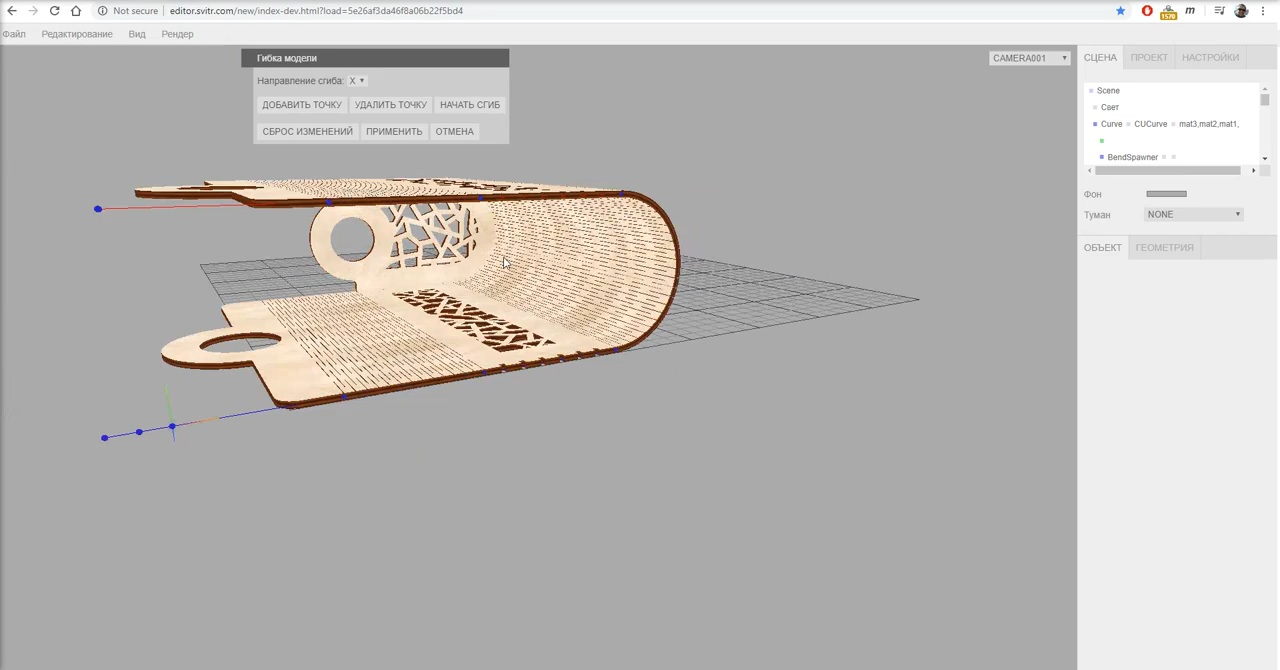 Not secure | editor.svitr.com/new/index-dev.html?load=5e26af3da46f8a06b22f5bd4
1570
m
Файл Редактирование Вид Рендер
Гибка модели
Направление сгиба: X
ДОБАВИТЬ ТОЧКУ УДАЛИТЬ ТОЧКУ НАЧАТЬ СГИБ
СБРОС ИЗМЕНЕНИЙ ПРИМЕНИТЬ ОТМЕНА
CAMERA001
СЦЕНА ПРОЕКТ НАСТРОЙКИ
Scene
Свет
Curve CUCurve mat3,mat2,mat1,
BendSpawner
Фон
Туман NONE
ОБЪЕКТ ГЕОМЕТРИЯ